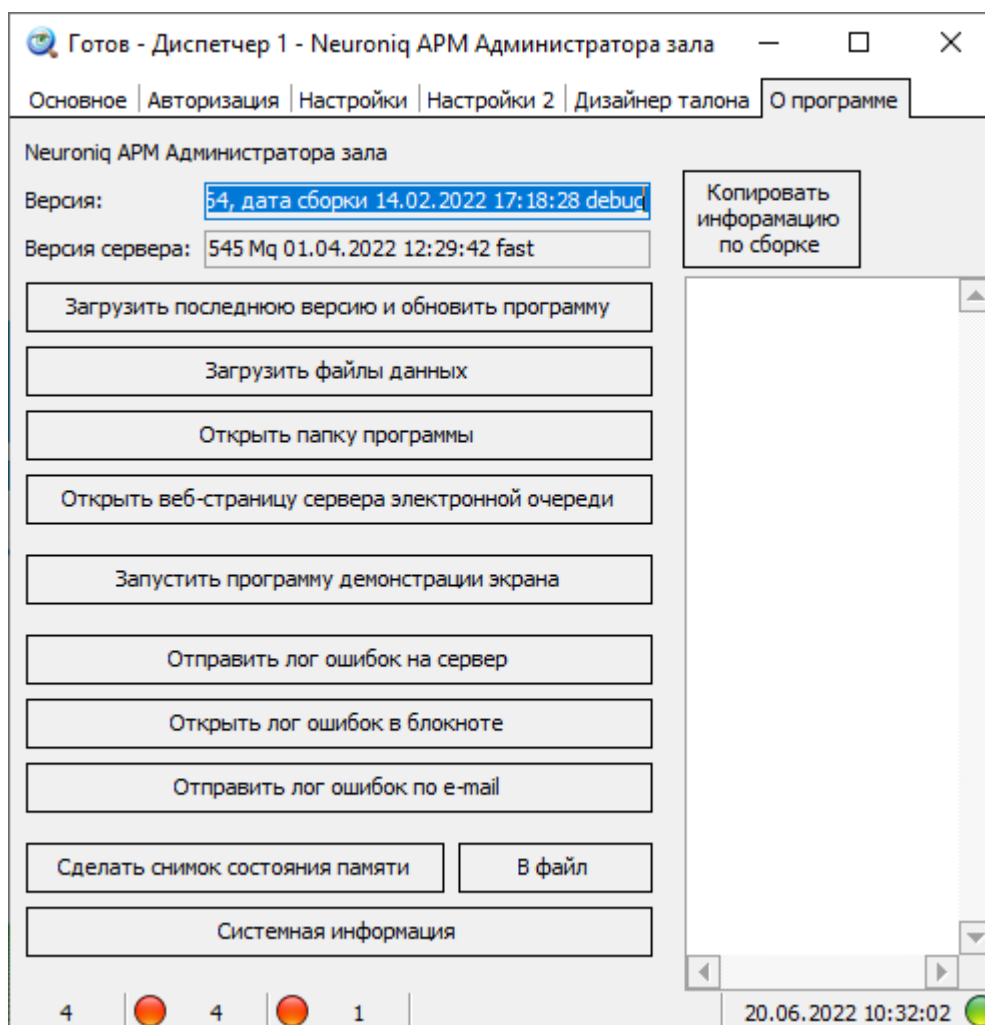 Готов - Диспетчер 1 - Neuroniq АРМ Администратора зала
Основное Авторизация Настройки Настройки 2 Дизайнер талона О программе
Neuroniq АРМ Администратора зала
Версия: 64, дата сборки 14.02.2022 17:18:28 debug
Копировать
инфорамацию
по сборке
Версия сервера: 545 Mq 01.04.2022 12:29:42 fast
Загрузить последнюю версию и обновить программу
Загрузить файлы данных
Открыть папку программы
Открыть веб-страницу сервера электронной очереди
Запустить программу демонстрации экрана
Отправить лог ошибок на сервер
Открыть лог ошибок в блокноте
Отправить лог ошибок по e-mail
Сделать снимок состояния памяти В файл
Системная информация
4 4 1 20.06.2022 10:32:02